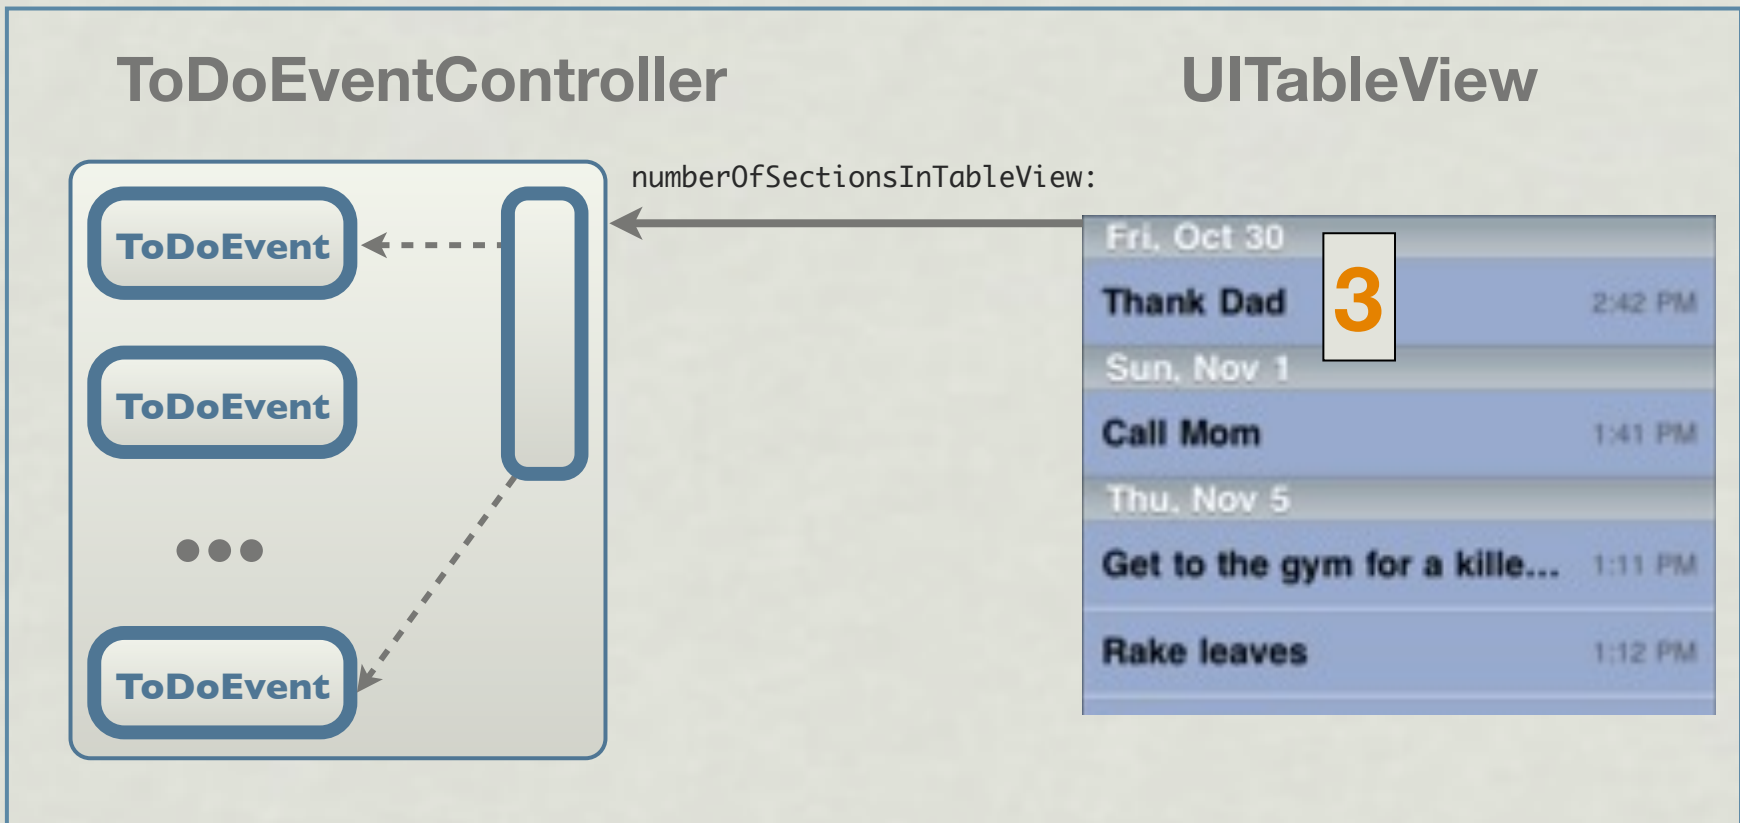 ToDoEventController
UITableView
numberOfSectionsInTableView:
ToDoEvent
ToDoEvent
ToDoEvent
Fri, Oct 30
3
Thank Dad 2:42 PM
Sun, Nov 1
Call Mom 1:41 PM
Thu, Nov 5
Get to the gym for a kille... 1:11 PM
Rake leaves 1:12 PM